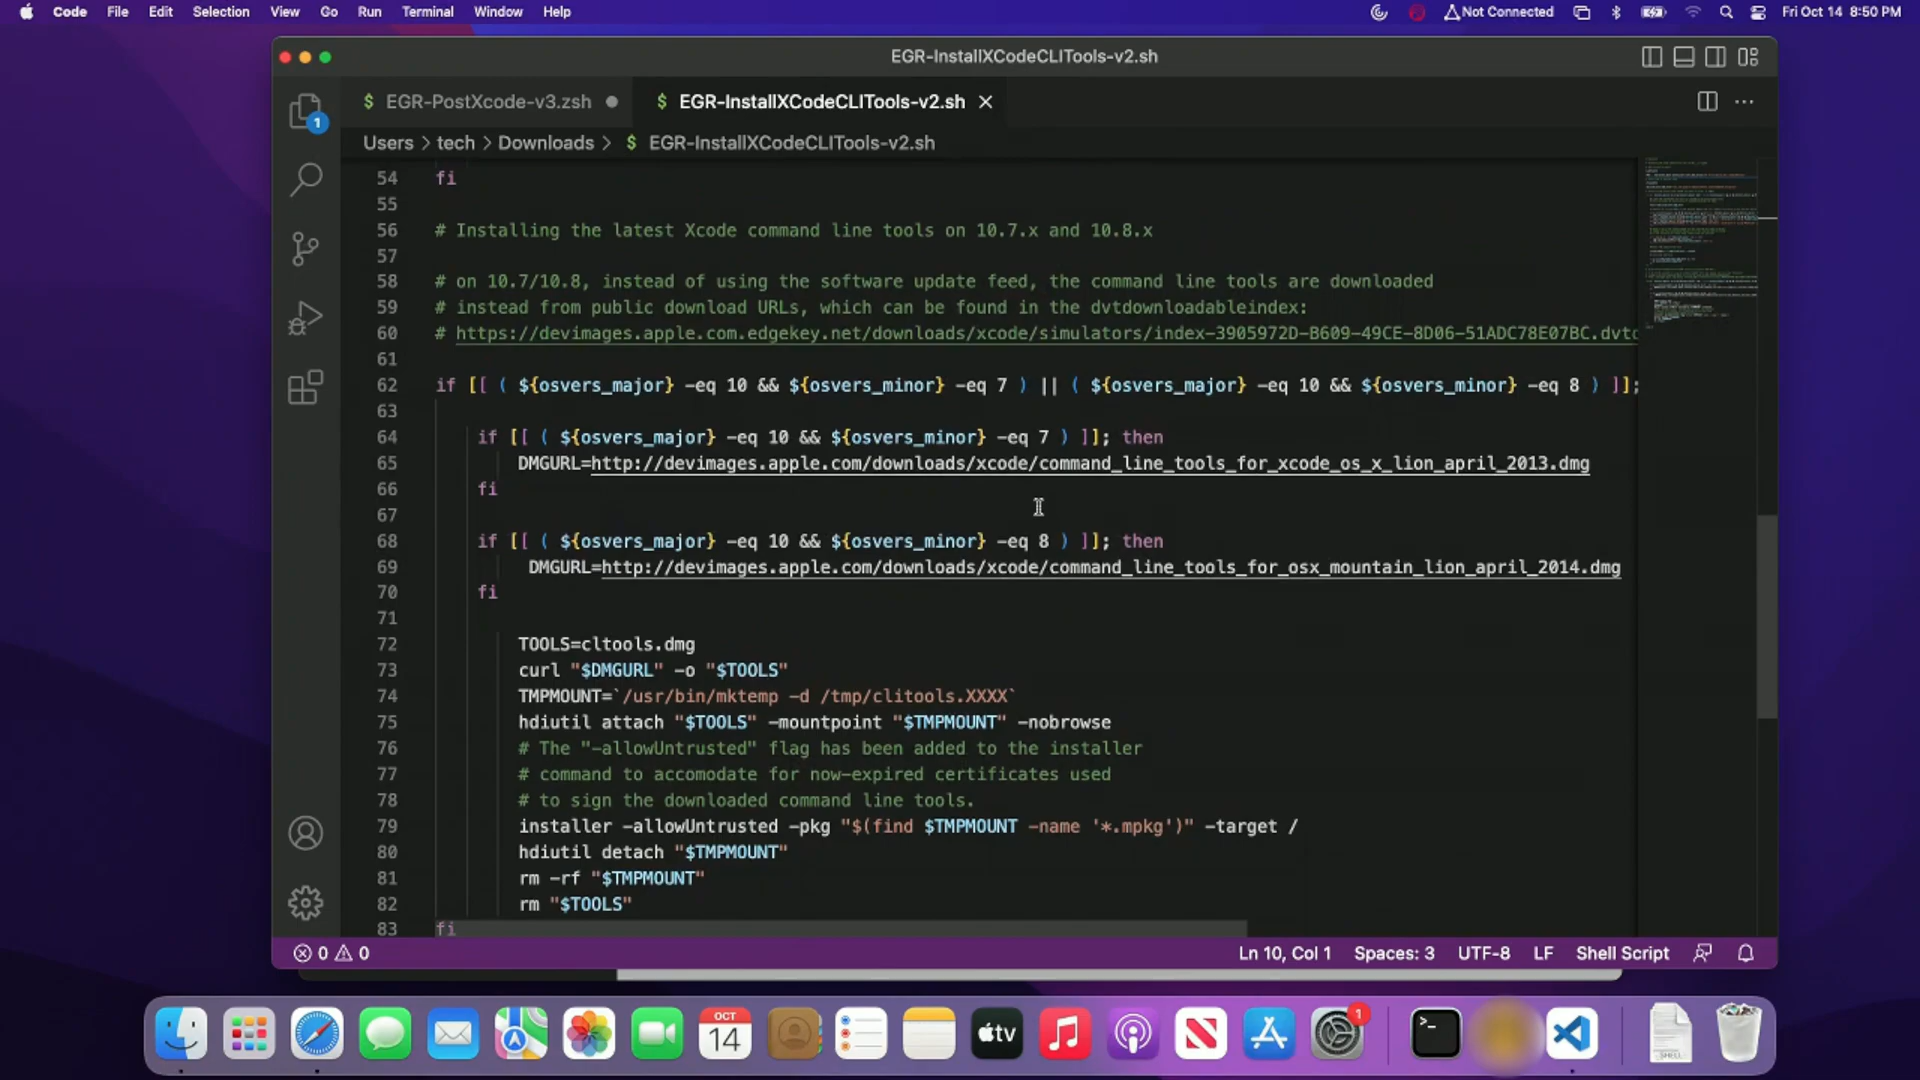 Code File Edit Selection View Go Run Terminal Window Help Not Connected Fri Oct 14 8:50 PM
EGR-InstallXCodeCLITools-v2.sh
$ EGR-PostXcode-v3.zsh $ EGR-InstallXCodeCLITools-v2.sh
1
Users > tech > Downloads > $ EGR-InstallXCodeCLITools-v2.sh
54 fi
55
56 # Installing the latest Xcode command line tools on 10.7.x and 10.8.x
57
58 # on 10.7/10.8, instead of using the software update feed, the command line tools are downloaded
59 # instead from public download URLs, which can be found in the dvtdownloadableindex:
60 # https://devimages.apple.com.edgekey.net/downloads/xcode/simulators/index-3905972D-B609-49CE-8D06-51ADC78E07BC.dvtd
61
62 if [[ ( ${osvers_major} -eq 10 && ${osvers_minor} -eq 7 ) || ( ${osvers_major} -eq 10 && ${osvers_minor} -eq 8 ) ]];
63
64 if [[ ( ${osvers_major} -eq 10 && ${osvers_minor} -eq 7 ) ]]; then
65 DMGURL=http://devimages.apple.com/downloads/xcode/command_line_tools_for_xcode_os_x_lion_april_2013.dmg
66 fi
67
68 if [[ ( ${osvers_major} -eq 10 && ${osvers_minor} -eq 8 ) ]]; then
69 DMGURL=http://devimages.apple.com/downloads/xcode/command_line_tools_for_osx_mountain_lion_april_2014.dmg
70 fi
71
72 TOOLS=cltools.dmg
73 curl "$DMGURL" -o "$TOOLS"
74 TMPMOUNT=`/usr/bin/mktemp -d /tmp/clitools.XXXX`
75 hdiutil attach "$TOOLS" -mountpoint "$TMPMOUNT" -nobrowse
76 # The "-allowUntrusted" flag has been added to the installer
77 # command to accomodate for now-expired certificates used
78 # to sign the downloaded command line tools.
79 installer -allowUntrusted -pkg "$(find $TMPMOUNT -name '*.mpkg')" -target /
80 hdiutil detach "$TMPMOUNT"
81 rm -rf "$TMPMOUNT"
82 rm "$TOOLS"
83 fi
0 0 Ln 10, Col 1 Spaces: 3 UTF-8 LF Shell Script
OCT
14
tv
1
>_
SHELL